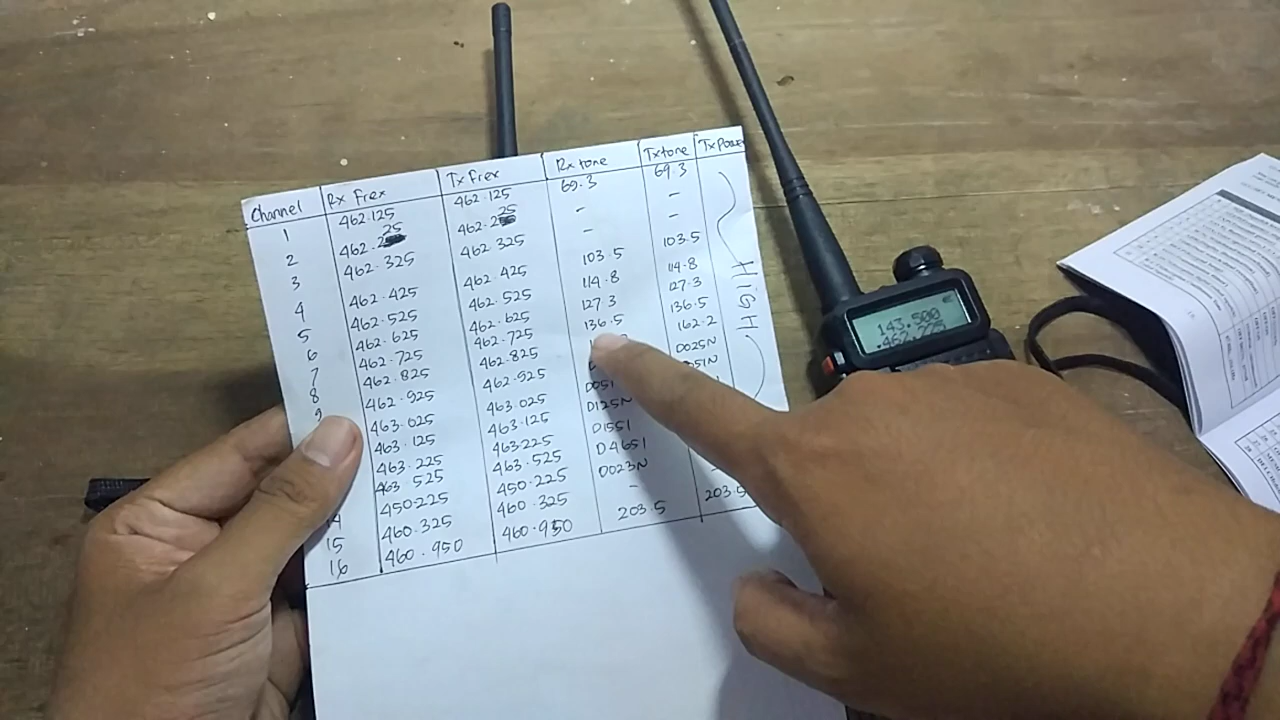 Channel Rx Frex Tx Frex Rx tone Tx tone Tx Power
1 462.125 462.125 69.3 69.3
2 462.225 462.225 - -
3 462.325 462.325 - -
4 462.425 462.425 103.5 103.5
5 462.525 462.525 114.8 114.8
6 462.625 462.625 127.3 127.3
7 462.725 462.725 136.5 136.5
8 462.825 462.825 162.2
9 462.925 462.925 D025N
463.025 463.025 D051
463.125 463.125 D125N
463.225 463.225 D155I
463.525 463.525 D465I
450.225 450.225 D023N
15 460.325 460.325 -
16 460.950 460.950 203.5 203.5
HIGH
143.500